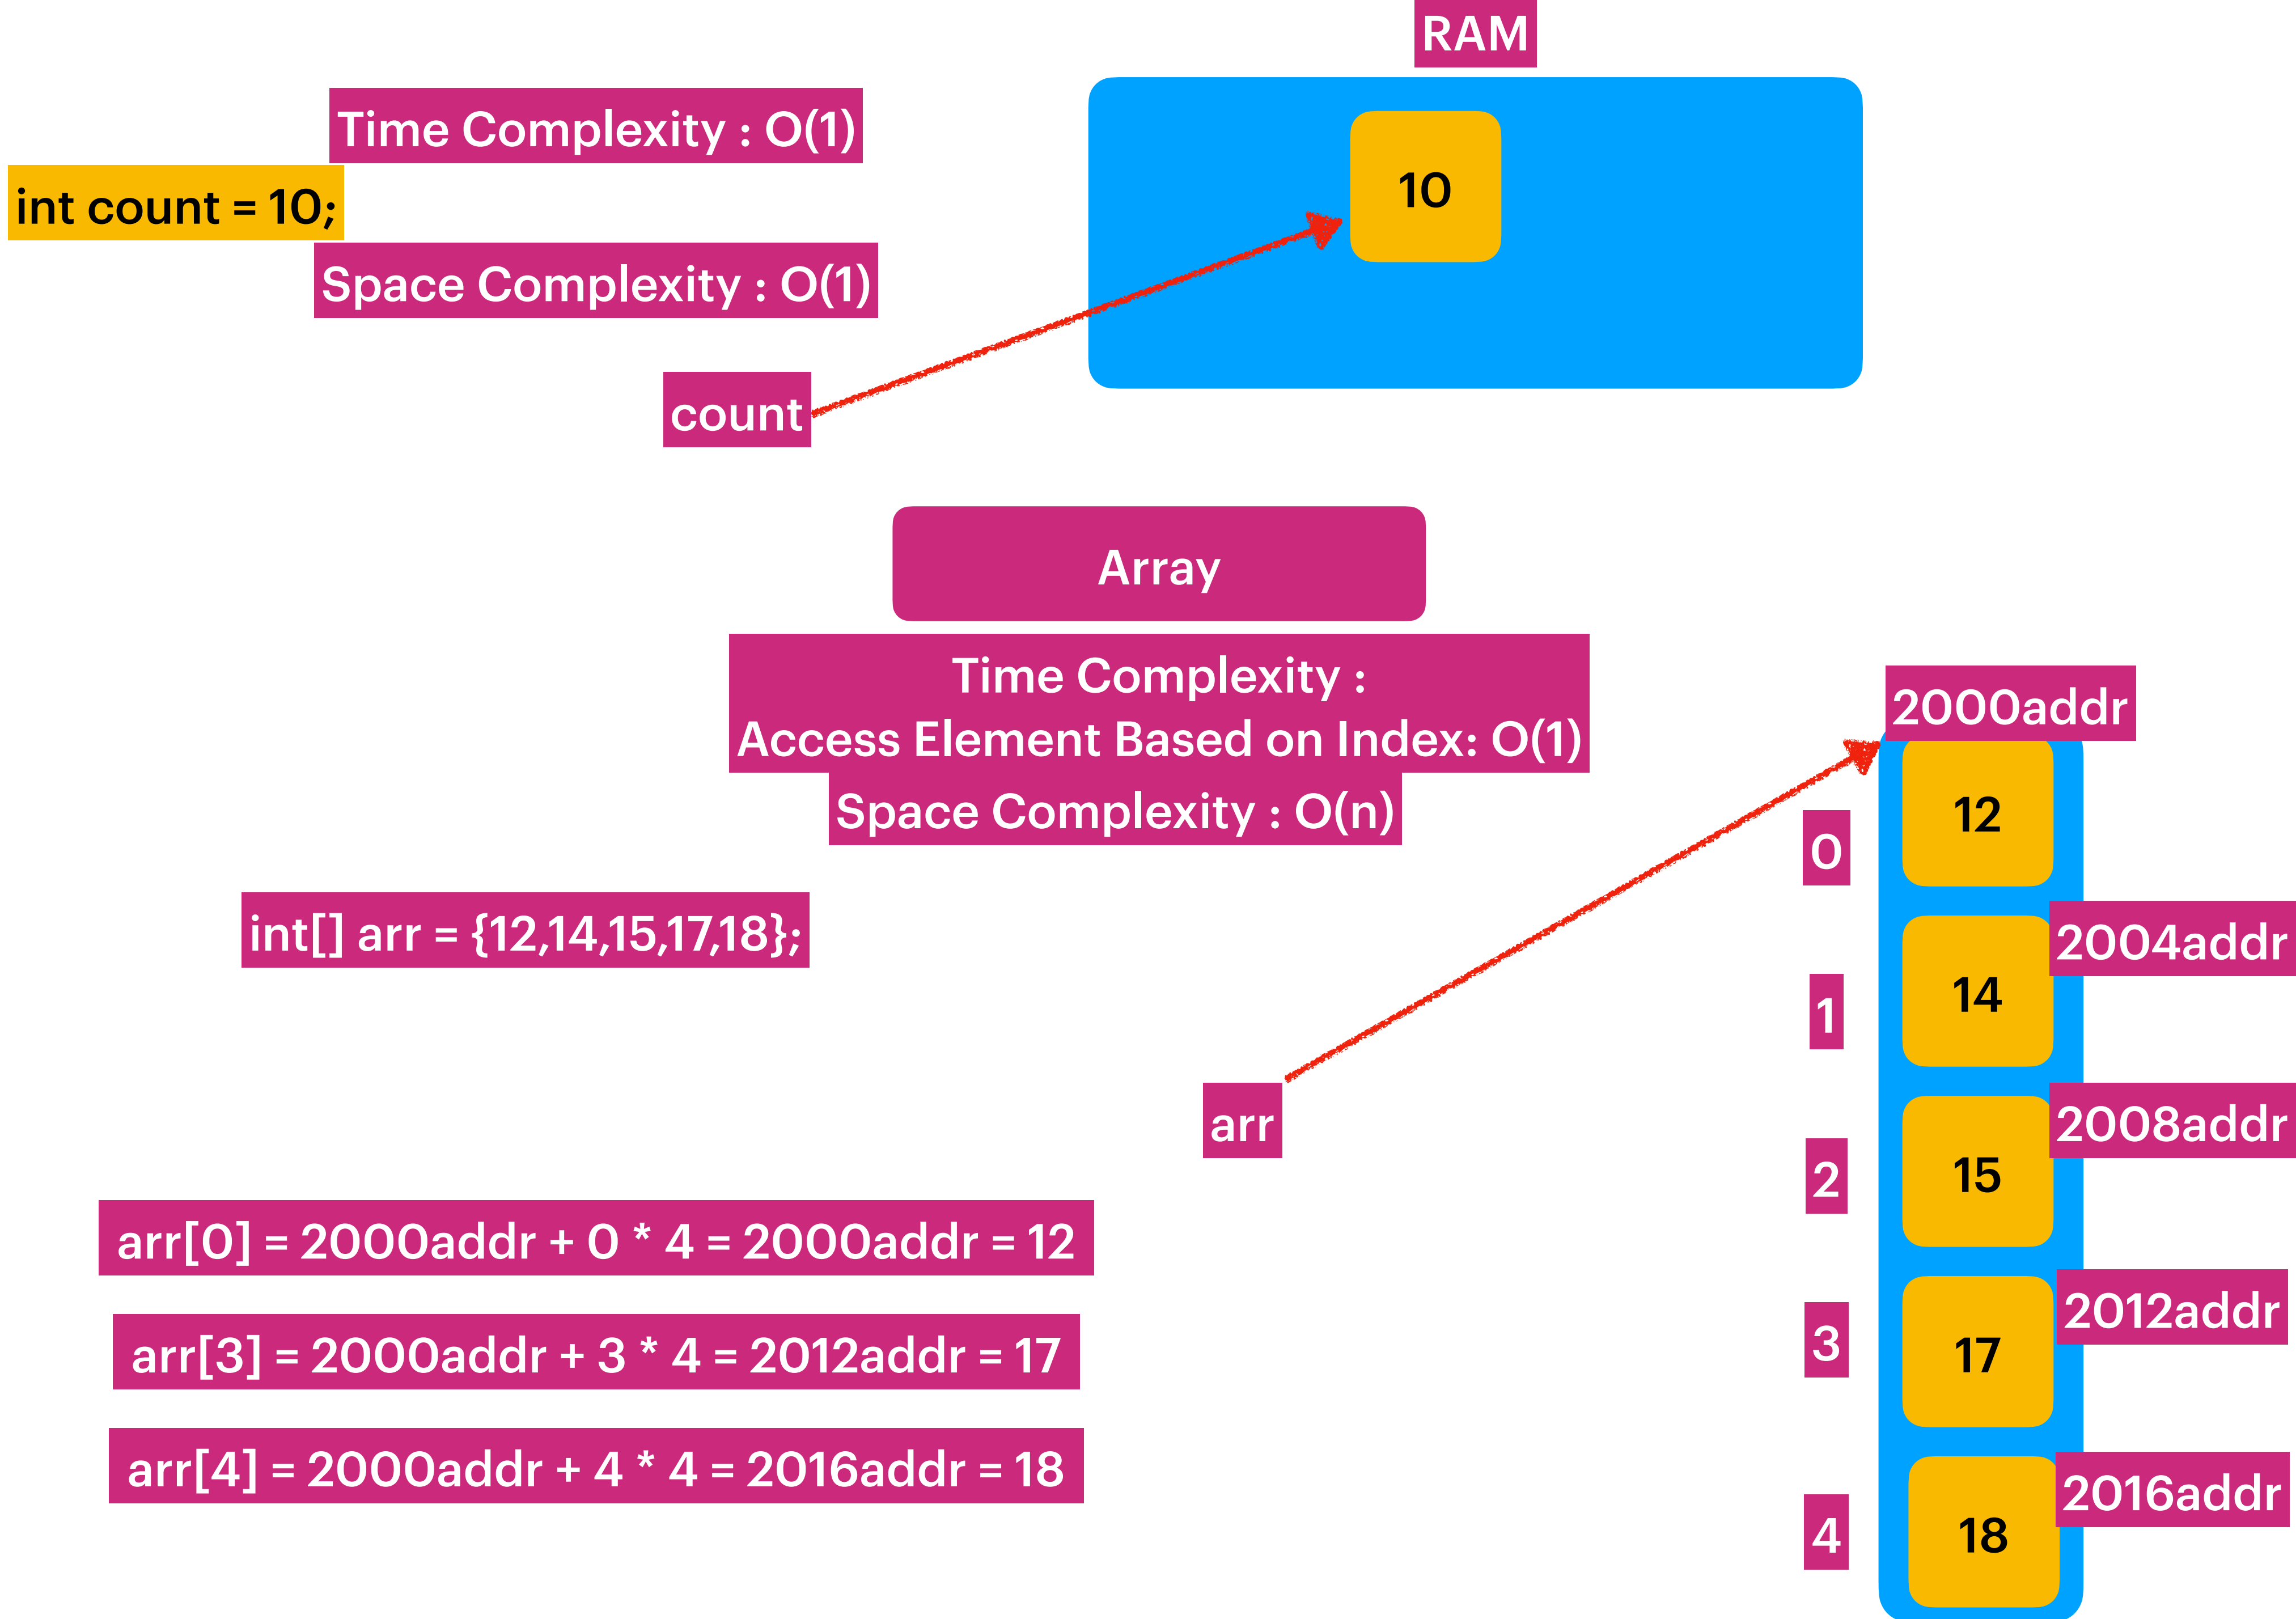 RAM
Time Complexity : O(1)
10
int count = 10;
Space Complexity : O(1)
count
Array
Time Complexity :
Access Element Based on Index: O(1)
Space Complexity : O(n)
2000addr
12
0
int[] arr = {12,14,15,17,18};
2004addr
14
1
arr
2008addr
15
2
arr[0] = 2000addr + 0 * 4 = 2000addr = 12
2012addr
17
3
arr[3] = 2000addr + 3 * 4 = 2012addr = 17
arr[4] = 2000addr + 4 * 4 = 2016addr = 18
2016addr
18
4